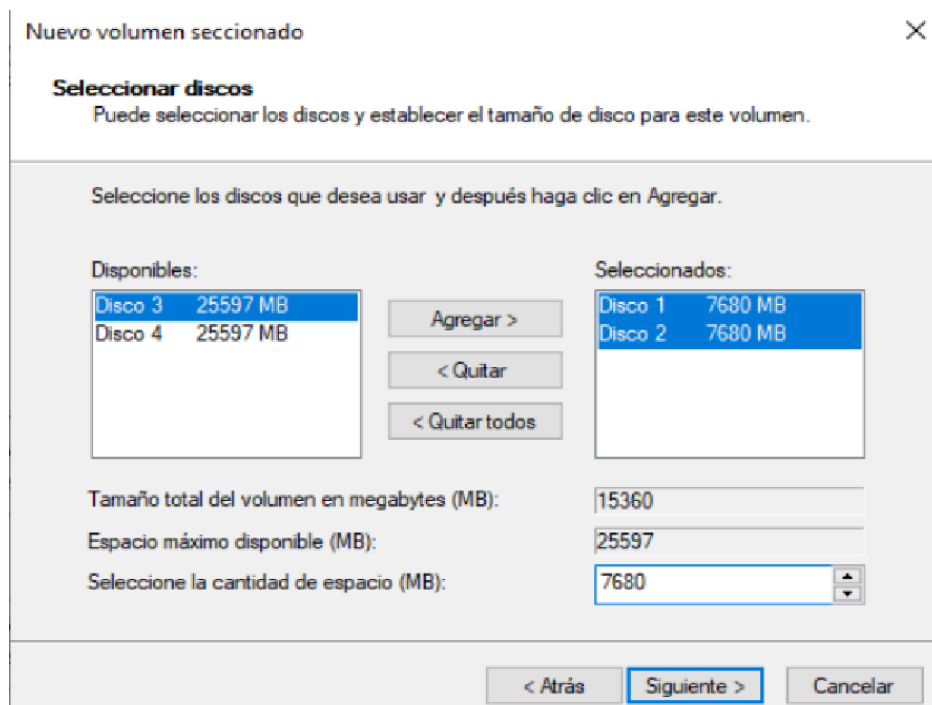 Nuevo volumen seccionado
Seleccionar discos
Puede seleccionar los discos y establecer el tamaño de disco para este volumen.
Seleccione los discos que desea usar y después haga clic en Agregar.
Disponibles:
Disco 3 25597 MB
Disco 4 25597 MB
Agregar >
< Quitar
< Quitar todos
Seleccionados:
Disco 1 7680 MB
Disco 2 7680 MB
Tamaño total del volumen en megabytes (MB): 15360
Espacio máximo disponible (MB): 25597
Seleccione la cantidad de espacio (MB): 7680
< Atrás Siguiente > Cancelar